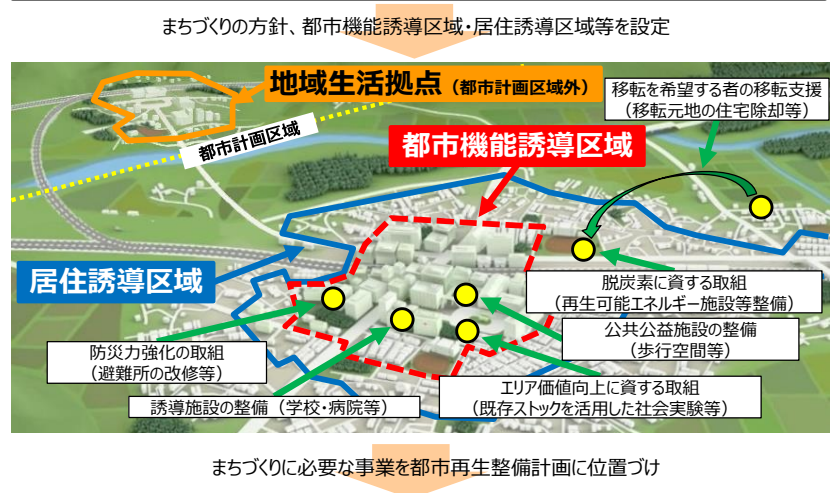 まちづくりの方針、都市機能誘導区域・居住誘導区域等を設定
地域生活拠点（都市計画区域外）
移転を希望する者の移転支援
（移転元地の住宅除却等）
都市計画区域
都市機能誘導区域
居住誘導区域
脱炭素に資する取組
（再生可能エネルギー施設等整備）
公共公益施設の整備
（歩行空間等）
防災力強化の取組
（避難所の改修等）
エリア価値向上に資する取組
（既存ストックを活用した社会実験等）
誘導施設の整備（学校・病院等）
まちづくりに必要な事業を都市再生整備計画に位置づけ